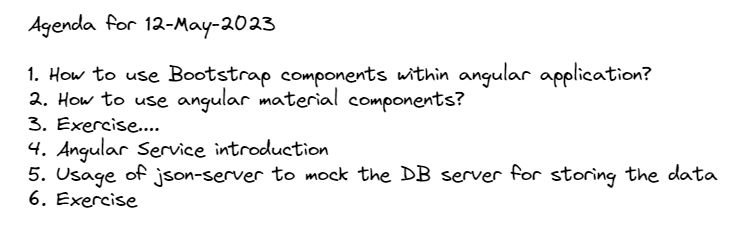 Agenda for 12-May-2023
1. How to use Bootstrap components within angular application?
2. How to use angular material components?
3. Exercise....
4. Angular Service introduction
5. Usage of json-server to mock the DB server for storing the data
6. Exercise